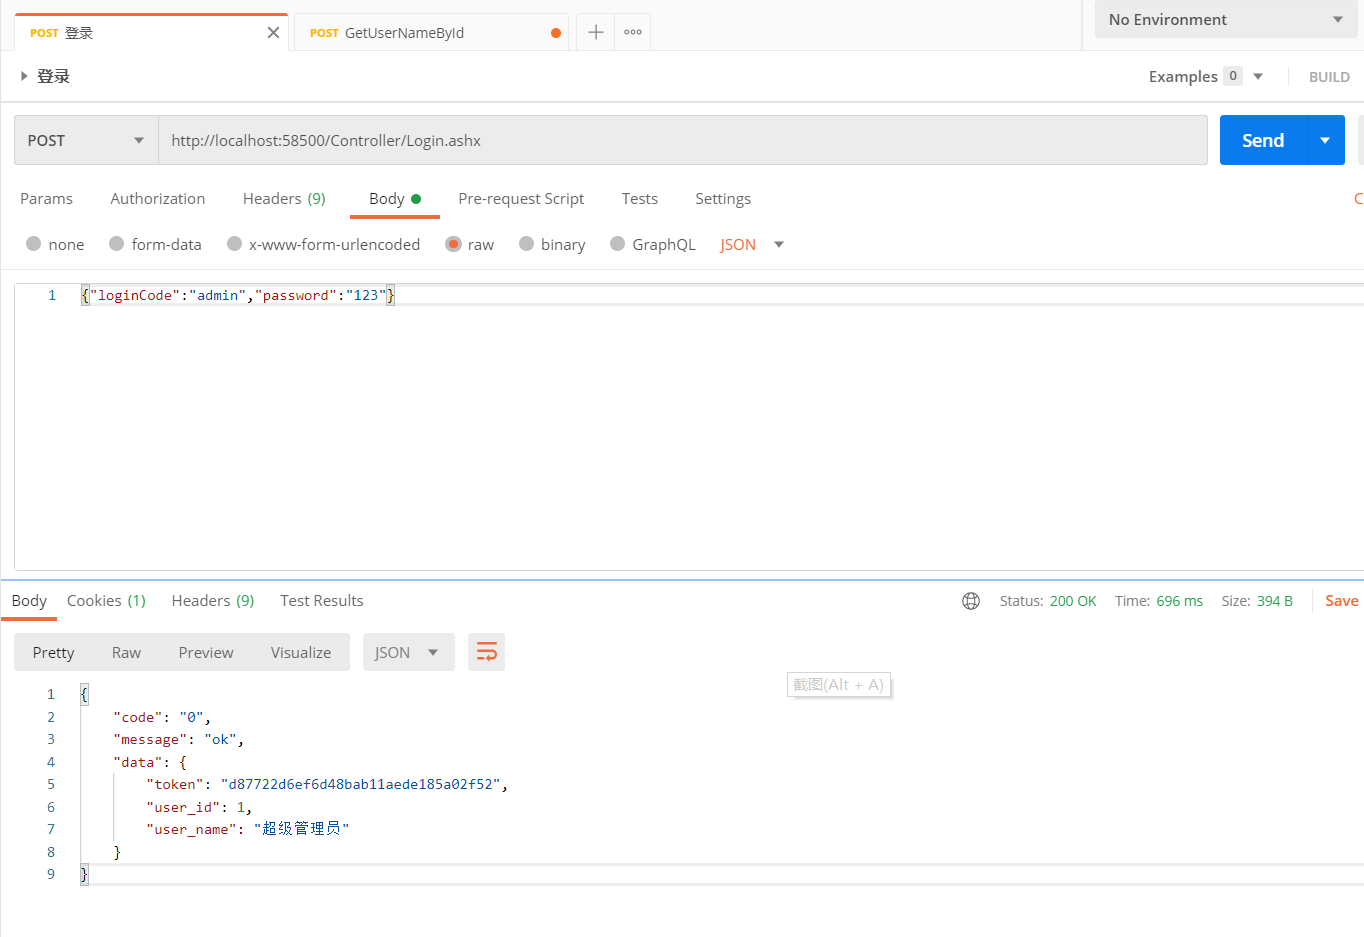 POST 登录
POST GetUserNameById
No Environment
登录
Examples 0
BUILD
POST
http://localhost:58500/Controller/Login.ashx
Send
Params Authorization Headers (9) Body Pre-request Script Tests Settings
C
none form-data x-www-form-urlencoded raw binary GraphQL JSON
1 {"loginCode":"admin","password":"123"}
Body Cookies (1) Headers (9) Test Results
Status: 200 OK Time: 696 ms Size: 394 B Save
Pretty Raw Preview Visualize JSON
截图(Alt + A)
1 {
2 "code": "0",
3 "message": "ok",
4 "data": {
5 "token": "d87722d6ef6d48bab11aede185a02f52",
6 "user_id": 1,
7 "user_name": "超级管理员"
8 }
9 }